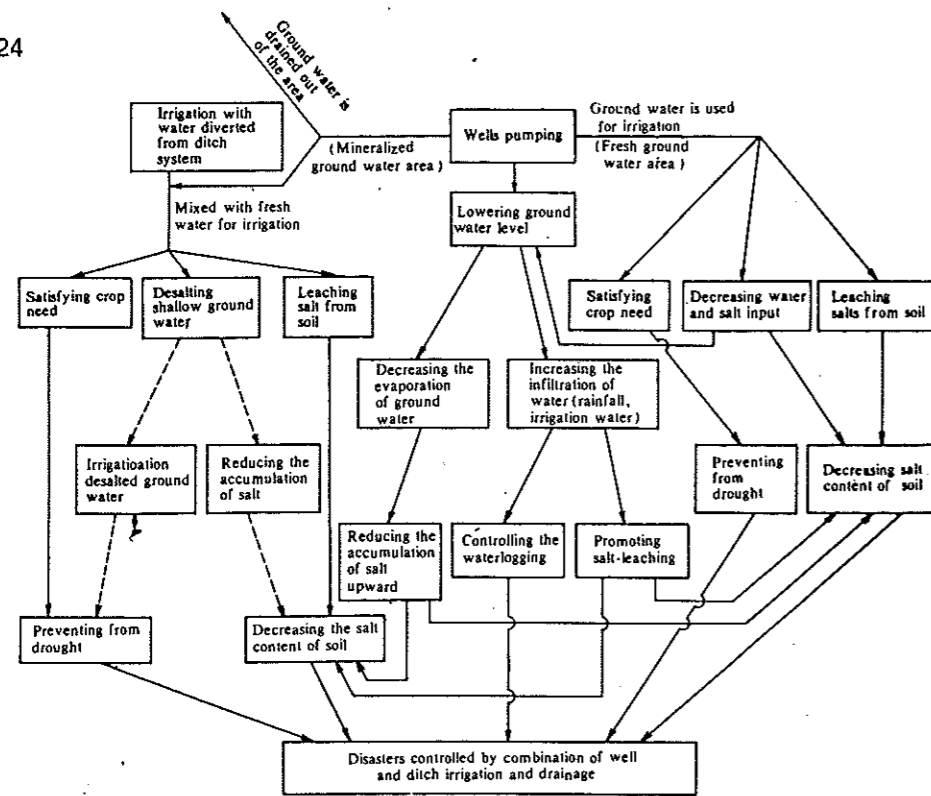 24
Ground water is
drained out
of the area
Irrigation with
water diverted
from ditch
system
(Mineralized
ground water area)
Wells pumping
Ground water is used
for irrigation
(Fresh ground
water area)
Mixed with fresh
water for irrigation
Lowering ground
water level
Satisfying crop
need
Desalting
shallow ground
water
Leaching
salt from
soil
Satisfying
crop need
Decreasing water
and salt input
Leaching
salts from soil
Decreasing the
evaporation
of ground
water
Increasing the
infiltration of
water (rainfall,
irrigation water)
Irrigatioation
desalted ground
water
Reducing the
accumulation
of salt
Preventing
from
drought
Decreasing salt
content of soil
Reducing the
accumulation
of salt
upward
Controlling the
waterlogging
Promoting
salt-leaching
Preventing from
drought
Decreasing the salt
content of soil
Disasters controlled by combination of well
and ditch irrigation and drainage